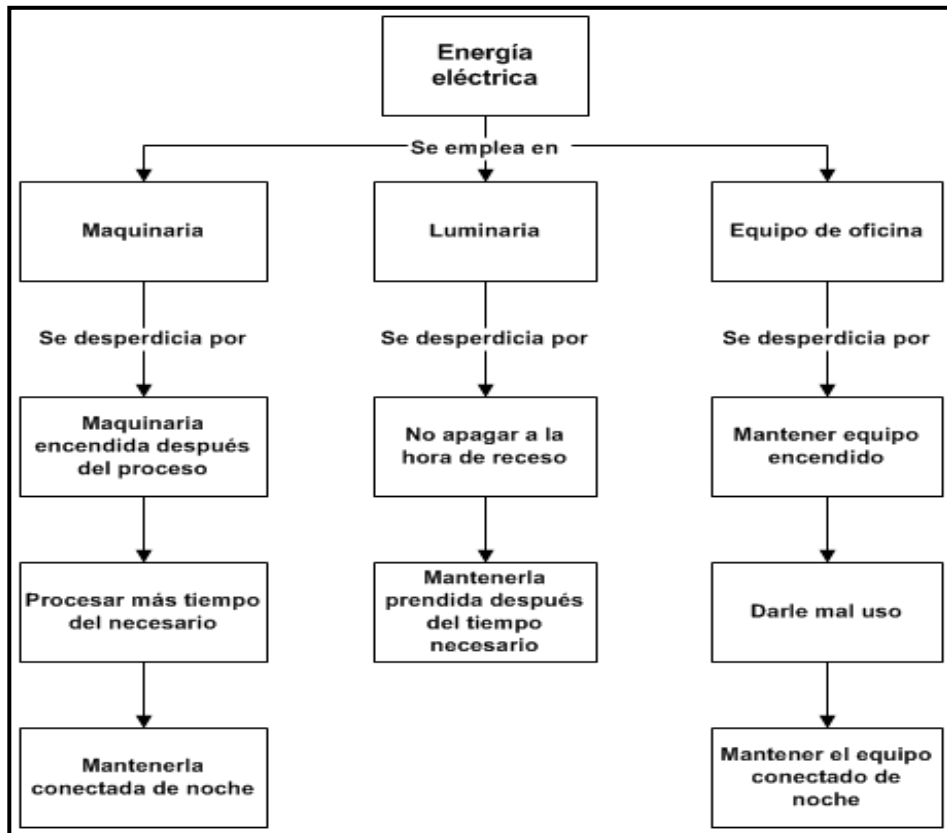 Energía
eléctrica
Se emplea en
Maquinaria
Luminaria
Equipo de oficina
Se desperdicia por
Se desperdicia por
Se desperdicia por
Maquinaria
encendida después
del proceso
No apagar a la
hora de receso
Mantener equipo
encendido
Procesar más tiempo
del necesario
Mantenerla
prendida después
del tiempo
necesario
Darle mal uso
Mantenerla
conectada de noche
Mantener el equipo
conectado de
noche